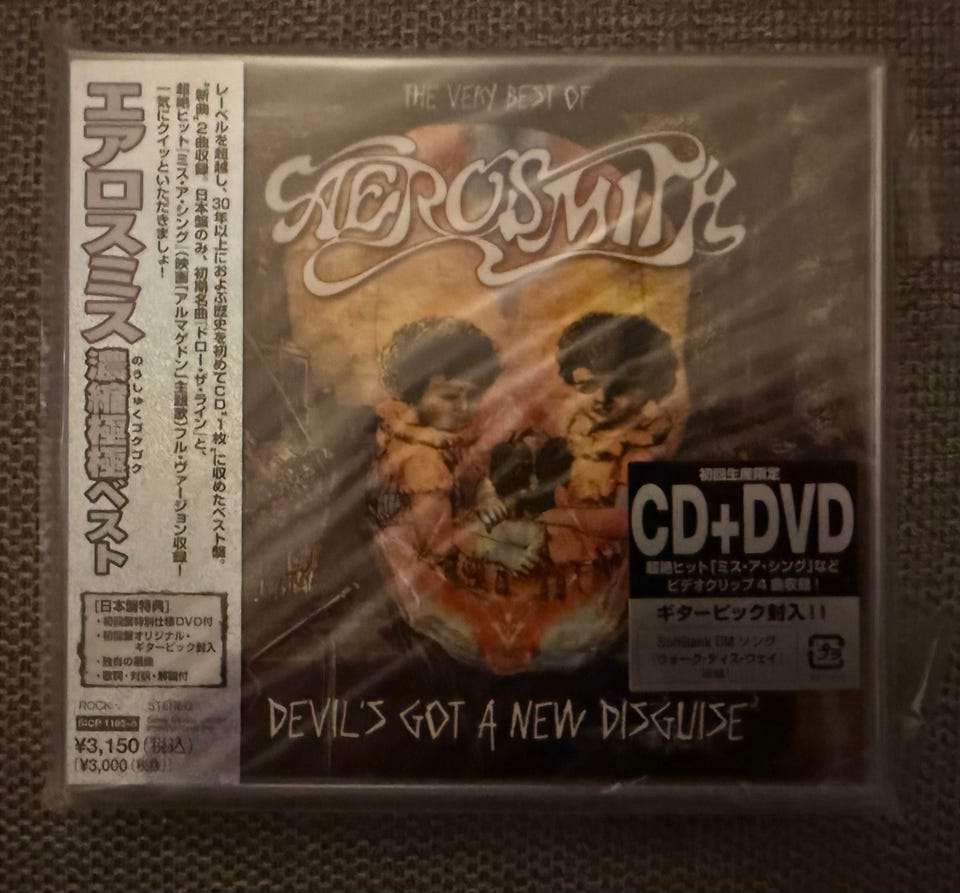 エアロスミス
のうしゅくゴクゴク
濃縮極極ベスト
レーベルを超越し、30年以上におよぶ歴史を初めてCD"1枚"に収めたベスト盤。
"新曲"2曲収録。日本盤のみ、初期名曲「ドロー・ザ・ライン」と、
超絶ヒット「ミス・ア・シング」(映画「アルマゲドン」主題歌)フル・ヴァージョン収録!
一気にクイッといただきましょ!
[日本盤特典]
・初回盤特別仕様DVD付
・初回盤オリジナル・
ギターピック封入
・独自の選曲
・歌詞・対訳・解説付
ROCK
STEREO
¥3,150(税込)
[¥3,000(税抜)]
THE VERY BEST OF
AEROSMITH
初回生産限定
CD+DVD
超絶ヒット「ミス・ア・シング」など
ビデオクリップ4曲収録!
ギターピック封入!!
SoftBank CM ソング
「ウォーク・ディス・ウェイ」
収録
プラ
DEVIL'S GOT A NEW DISGUISE